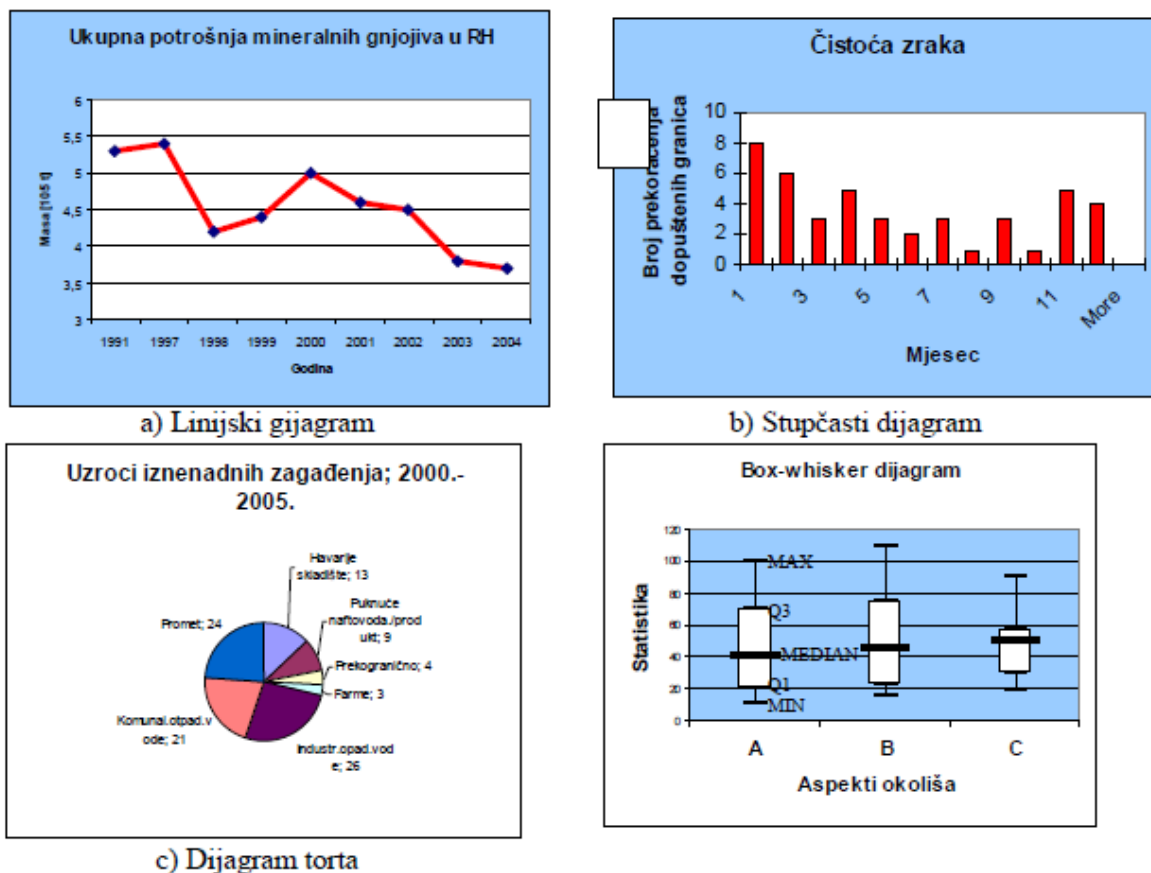 Ukupna potrošnja mineralnih gnjojiva u RH
Masa [105 t]
6
5,5
5
4,5
4
3,5
3
1991 1997 1998 1999 2000 2001 2002 2003 2004
Godina
a) Linijski gijagram
Čistoća zraka
Broj prekoračenja
dopuštenih granica
10
8
6
4
2
0
1 3 5 7 9 11 More
Mjesec
b) Stupčasti dijagram
Uzroci iznenadnih zagađenja; 2000.-
2005.
Havarije
skladište; 13
Puknuće
naftovoda./prod
ukt; 9
Prekogranično; 4
Farme; 3
Industr.opad.vod
e; 26
Komunal.otpad.v
ode; 21
Promet; 24
c) Dijagram torta
Box-whisker dijagram
Statistika
120
100
80
60
40
20
0
MAX
Q3
MEDIAN
Q1
MIN
A B C
Aspekti okoliša